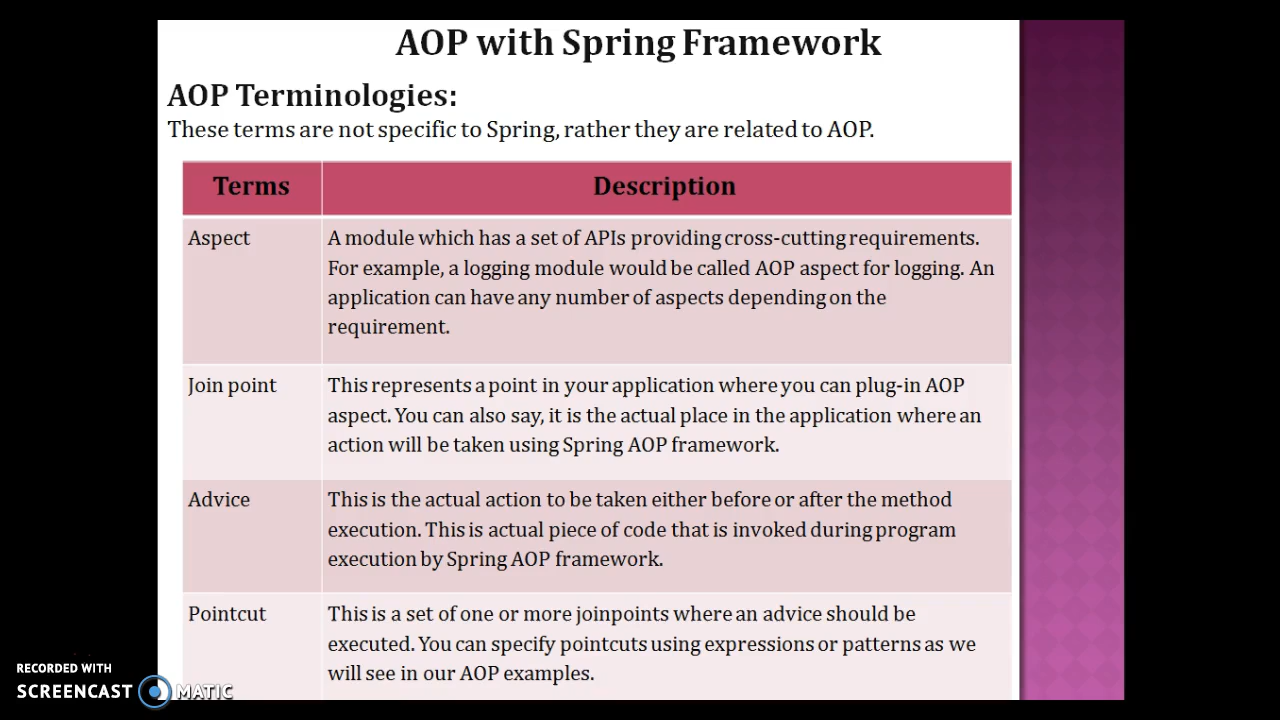 AOP with Spring Framework
AOP Terminologies:
These terms are not specific to Spring, rather they are related to AOP.
Terms Description
Aspect A module which has a set of APIs providing cross-cutting requirements.
For example, a logging module would be called AOP aspect for logging. An
application can have any number of aspects depending on the
requirement.
Join point This represents a point in your application where you can plug-in AOP
aspect. You can also say, it is the actual place in the application where an
action will be taken using Spring AOP framework.
Advice This is the actual action to be taken either before or after the method
execution. This is actual piece of code that is invoked during program
execution by Spring AOP framework.
Pointcut This is a set of one or more joinpoints where an advice should be
executed. You can specify pointcuts using expressions or patterns as we
will see in our AOP examples.
RECORDED WITH
SCREENCAST MATIC